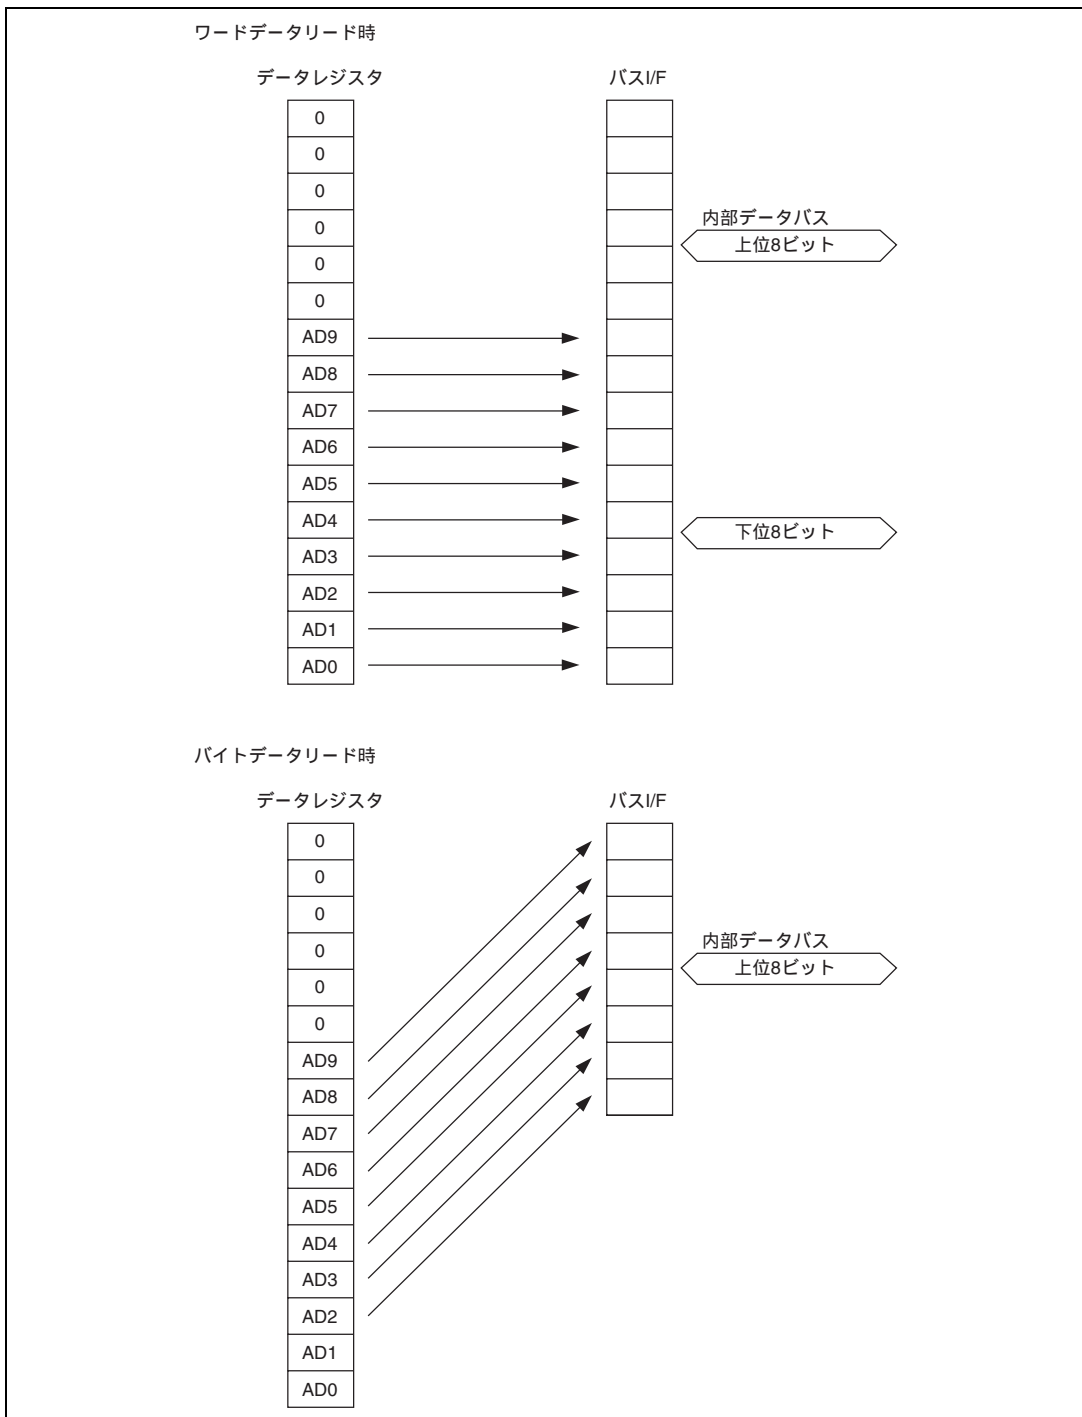 ワードデータリード時
データレジスタ バスI/F
0
0
0
0
0
0
AD9
AD8
AD7
AD6
AD5
AD4
AD3
AD2
AD1
AD0
内部データバス
上位8ビット
下位8ビット
バイトデータリード時
データレジスタ バスI/F
0
0
0
0
0
0
AD9
AD8
AD7
AD6
AD5
AD4
AD3
AD2
AD1
AD0
内部データバス
上位8ビット